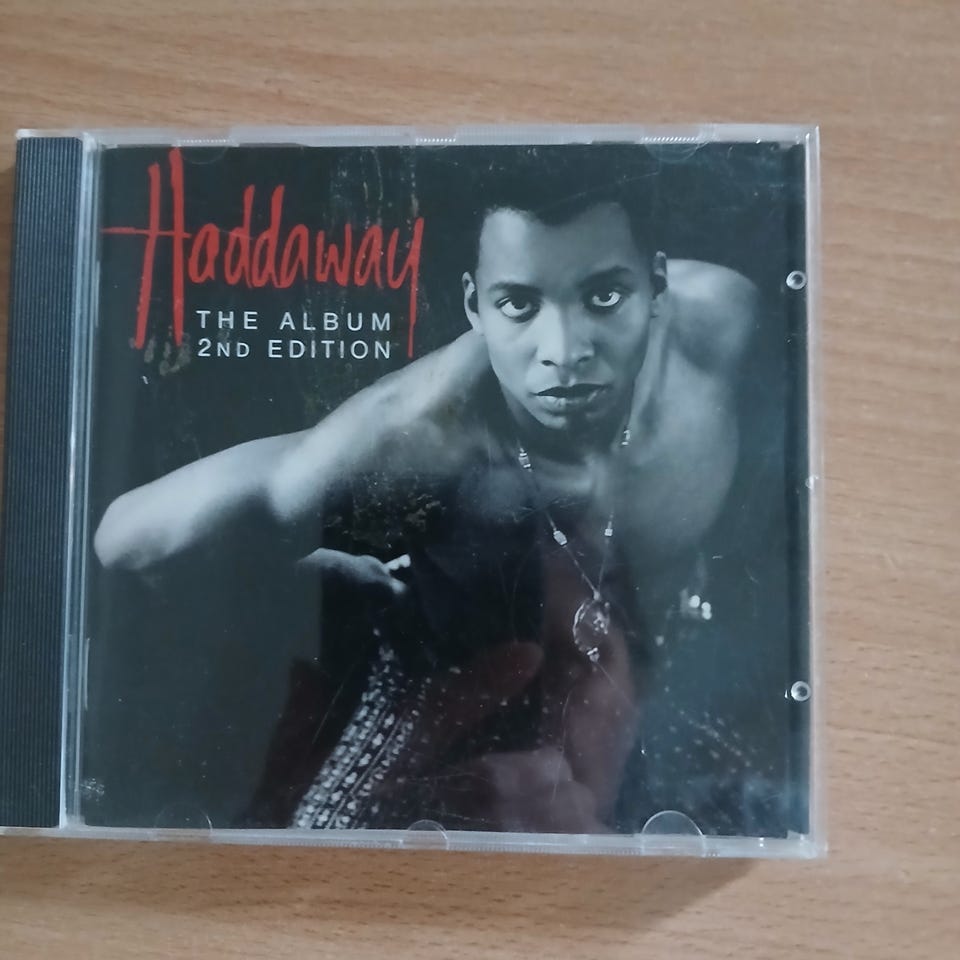 Haddaway
THE ALBUM
2ND EDITION